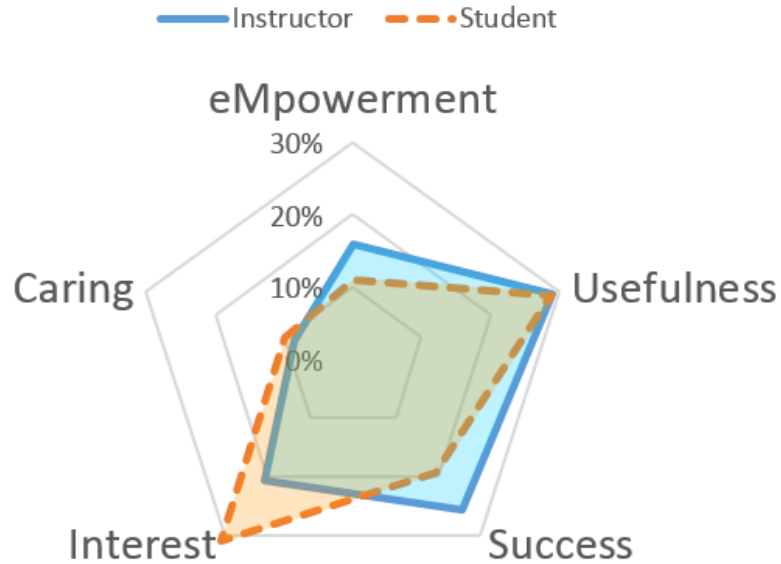 Instructor Student
eMpowerment
30%
20%
10%
0%
Caring
Usefulness
Interest
Success